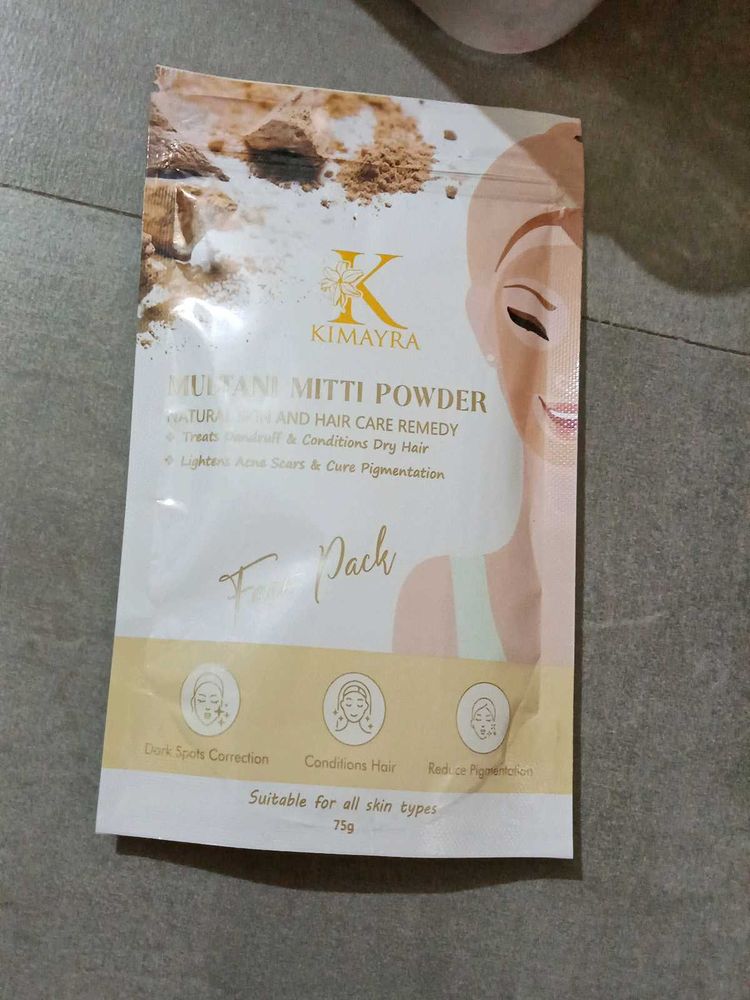 K
KIMAYRA
MULTANI MITTI POWDER
NATURAL SKIN AND HAIR CARE REMEDY
❖ Treats Dandruff & Conditions Dry Hair
❖ Lightens Acne Scars & Cure Pigmentation
Face Pack
Dark Spots Correction
Conditions Hair
Reduce Pigmentation
Suitable for all skin types
75g